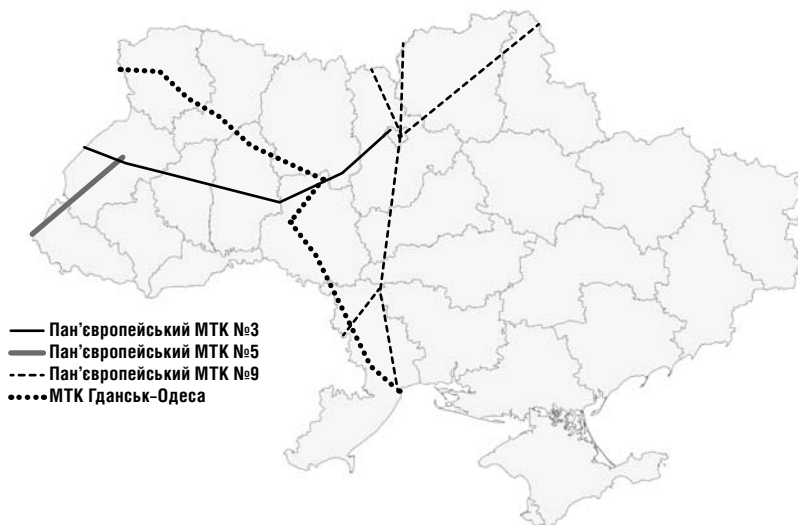 Пан’європейський МТК №3
Пан’європейський МТК №5
Пан’європейський МТК №9
МТК Гданськ–Одеса